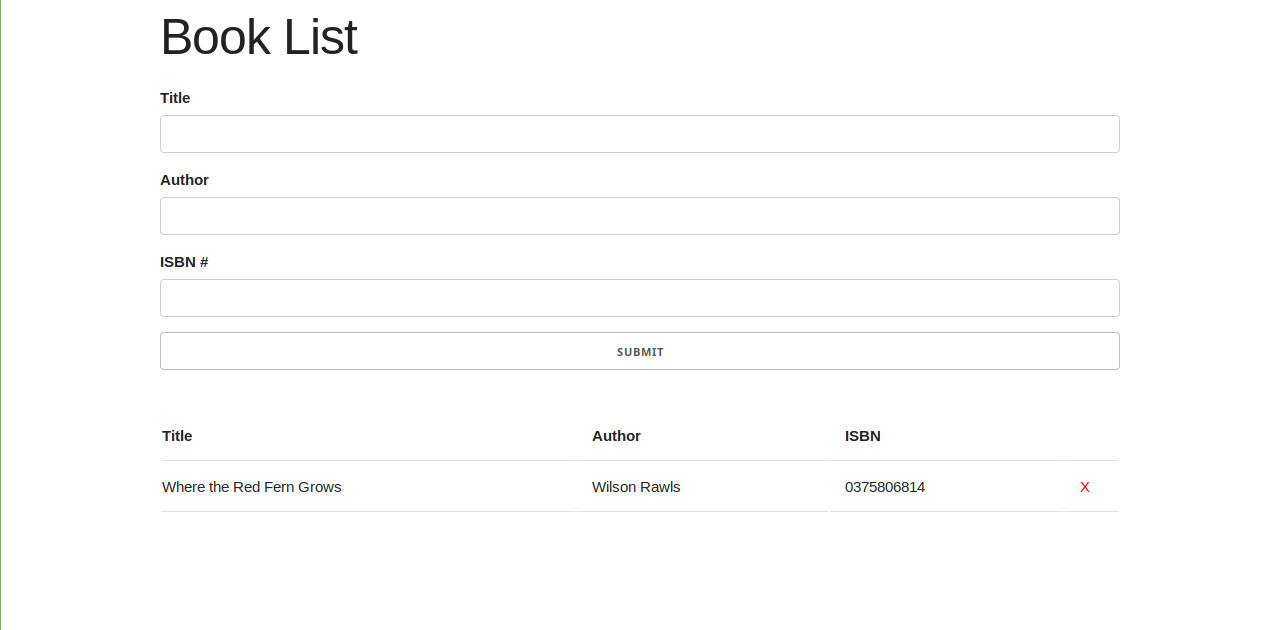 Book List
Title
Author
ISBN #
SUBMIT
Title Author ISBN
Where the Red Fern Grows Wilson Rawls 0375806814 X